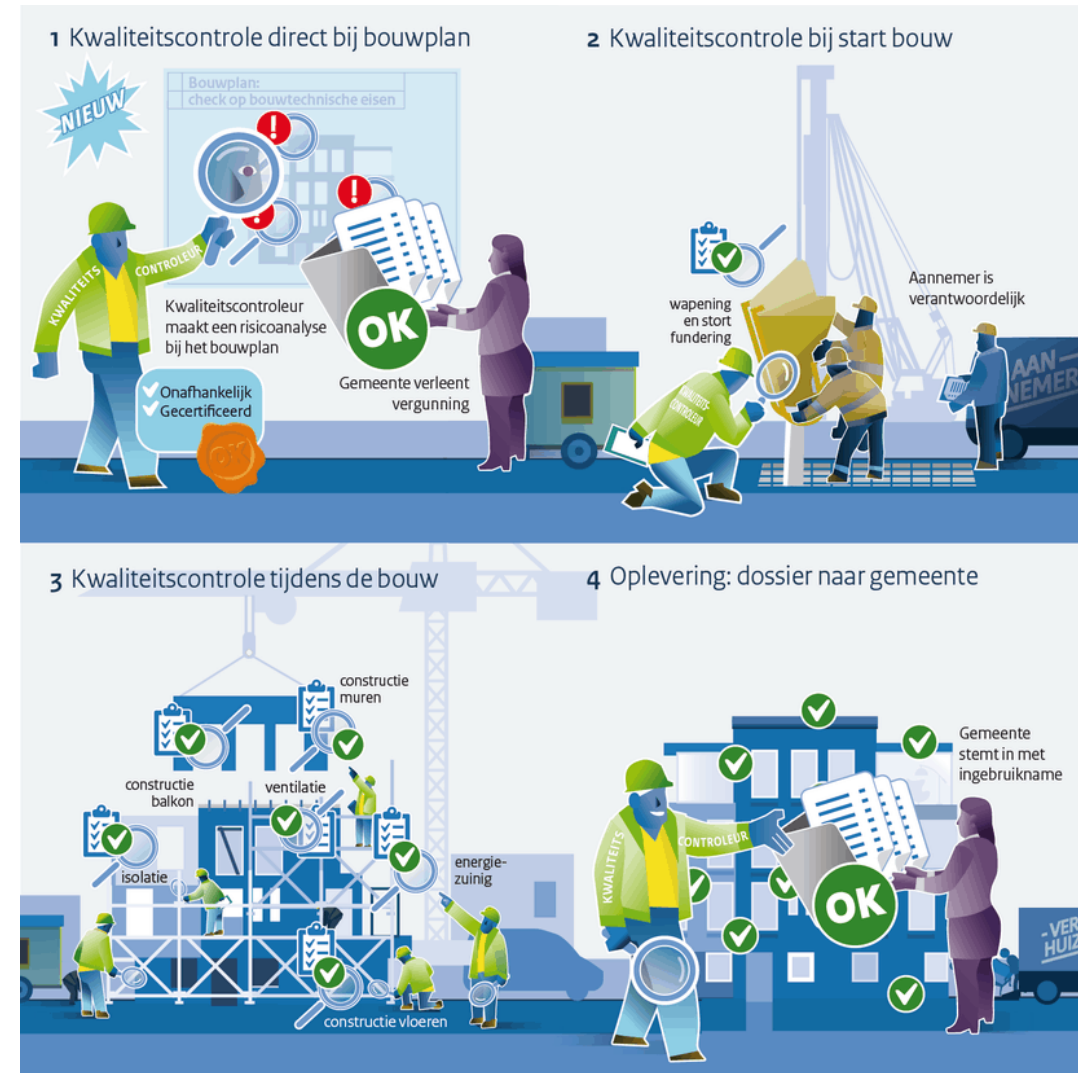 1 Kwaliteitscontrole direct bij bouwplan
NIEUW
Bouwplan:
check op bouwtechnische eisen
KWALITEITS
CONTROLEUR
Kwaliteitscontroleur
maakt een risicoanalyse
bij het bouwplan
Onafhankelijk
Gecertificeerd
OK
OK
Gemeente verleent
vergunning
2 Kwaliteitscontrole bij start bouw
wapening
en stort
fundering
KWALITEITS-
CONTROLEUR
Aannemer is
verantwoordelijk
AAN-
NEMER
3 Kwaliteitscontrole tijdens de bouw
constructie
muren
constructie
balkon
ventilatie
isolatie
energie-
zuinig
constructie vloeren
4 Oplevering: dossier naar gemeente
Gemeente
stemt in met
ingebruikname
KWALITEITS
CONTROLEUR
OK
-VER
HUIZ